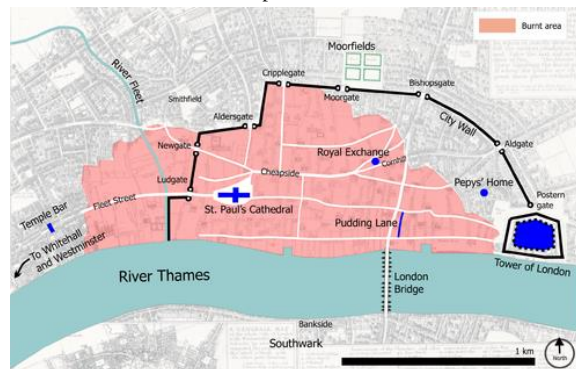 Burnt area
Moorfields
River Fleet
Cripplegate
Bishopsgate
Moorgate
Smithfield
City Wall
Aldersgate
Aldgate
Newgate
Royal Exchange
Cornhill
Cheapside
Pepys' Home
Ludgate
Postern
gate
Fleet Street
Temple Bar
St. Paul's Cathedral
Pudding Lane
To Whitehall
and Westminster
Tower of London
River Thames
London
Bridge
Bankside
Southwark
1 km
North